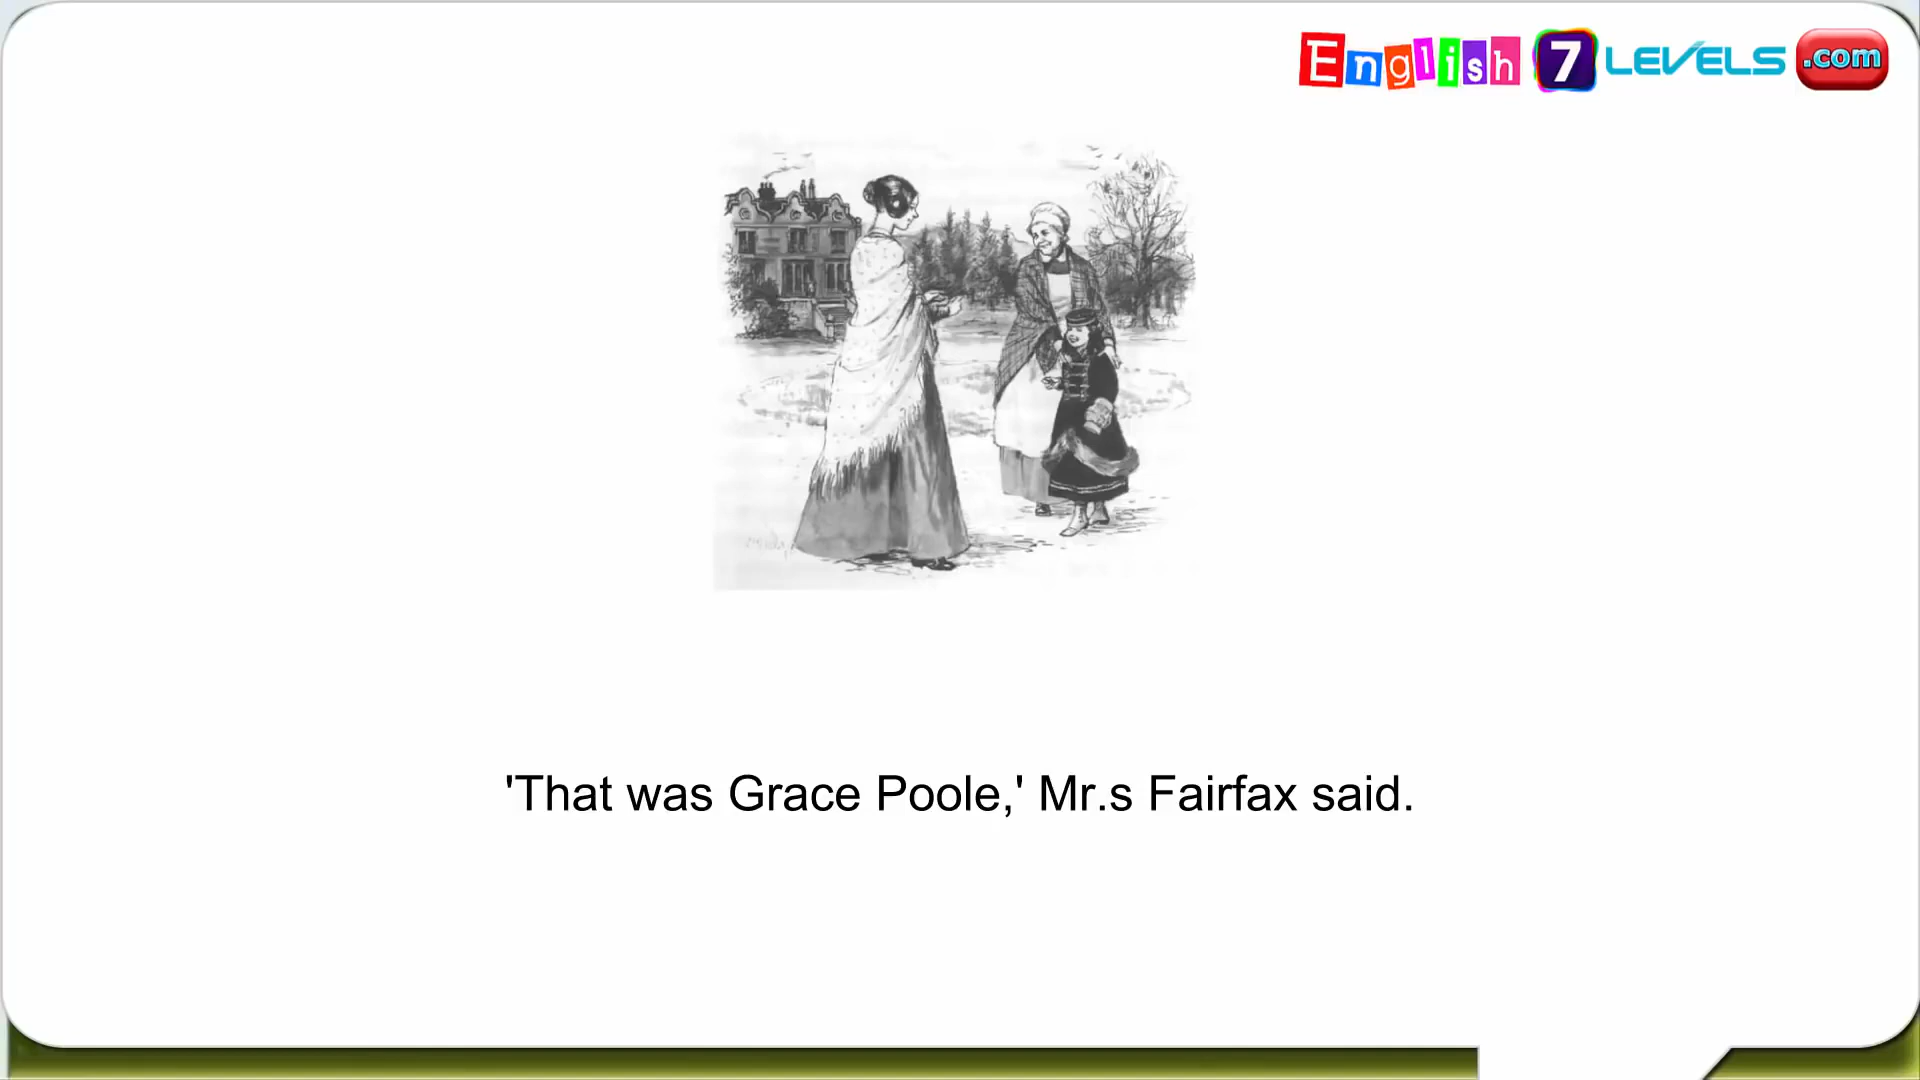 English 7 LEVELS .com
'That was Grace Poole,' Mr.s Fairfax said.